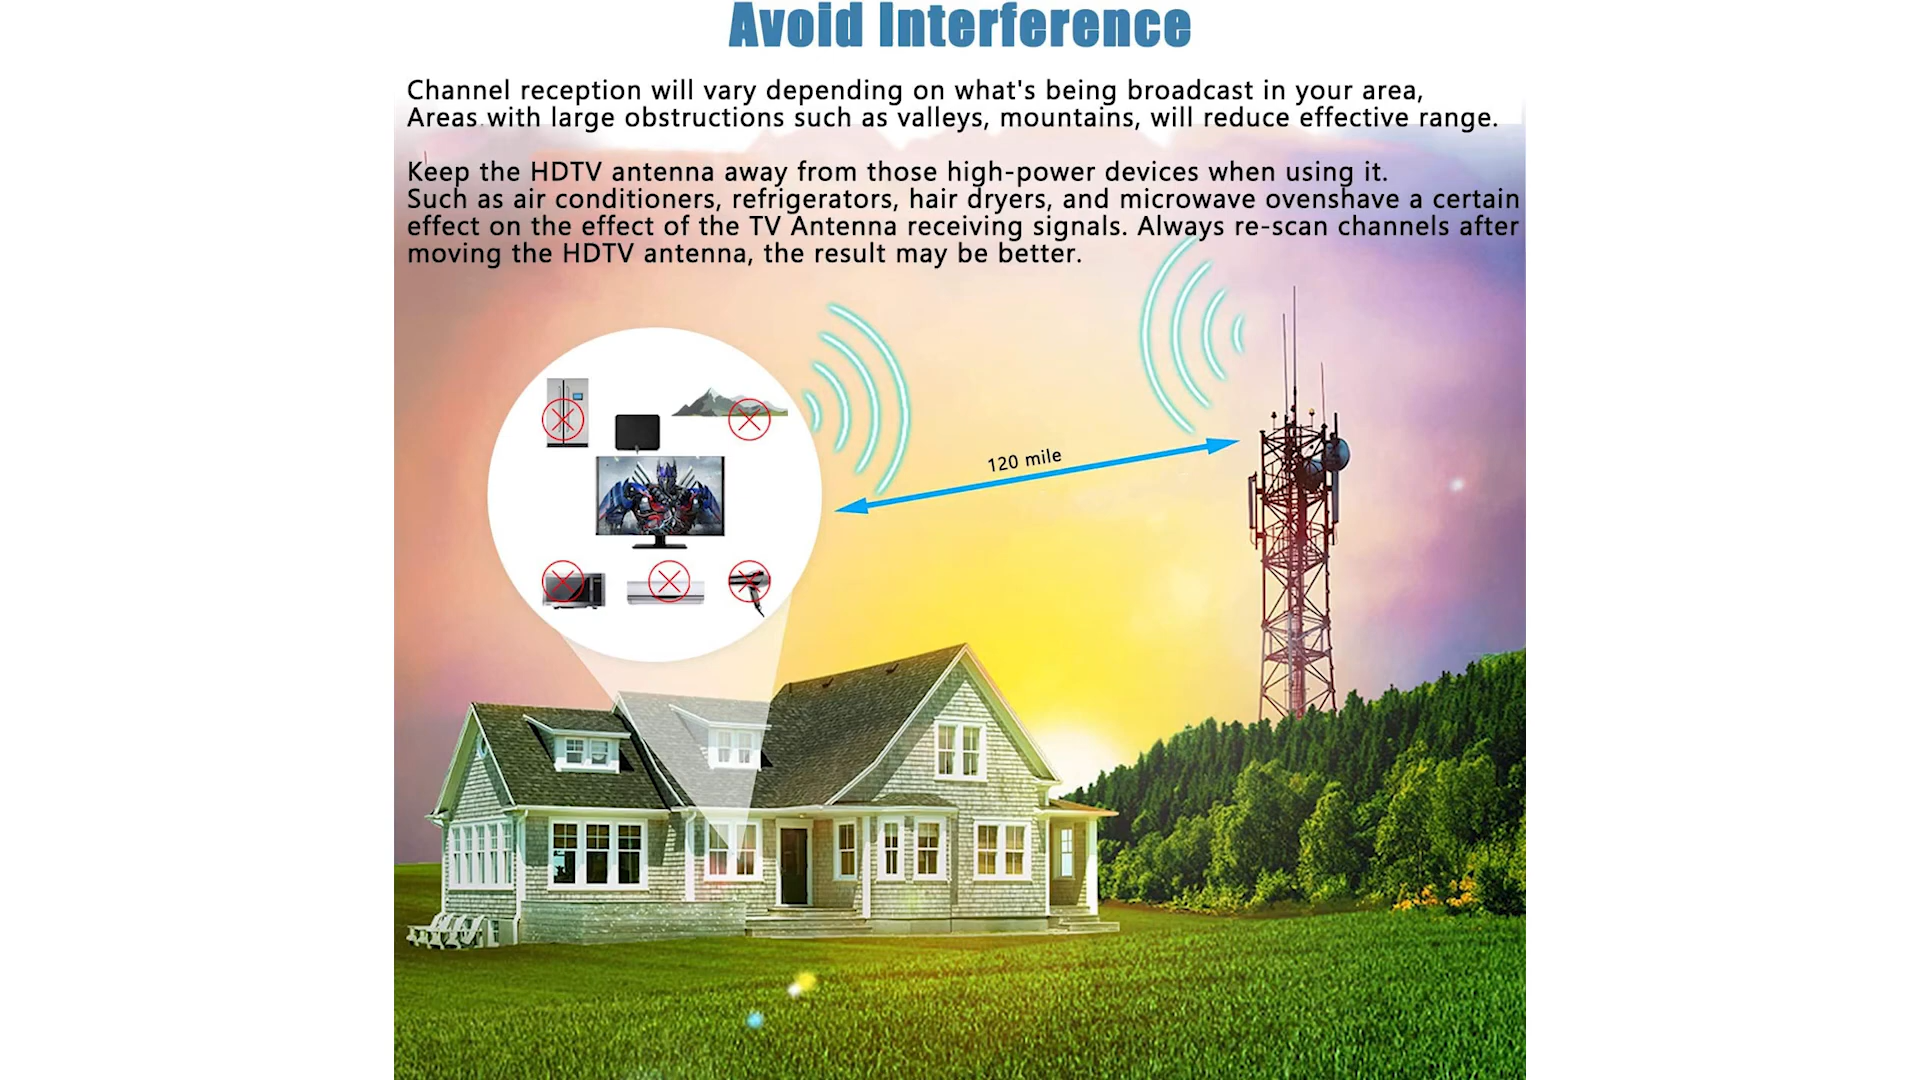 Avoid Interference
Channel reception will vary depending on what's being broadcast in your area,
Areas with large obstructions such as valleys, mountains, will reduce effective range.
Keep the HDTV antenna away from those high-power devices when using it.
Such as air conditioners, refrigerators, hair dryers, and microwave ovenshave a certain
effect on the effect of the TV Antenna receiving signals. Always re-scan channels after
moving the HDTV antenna, the result may be better.
120 mile